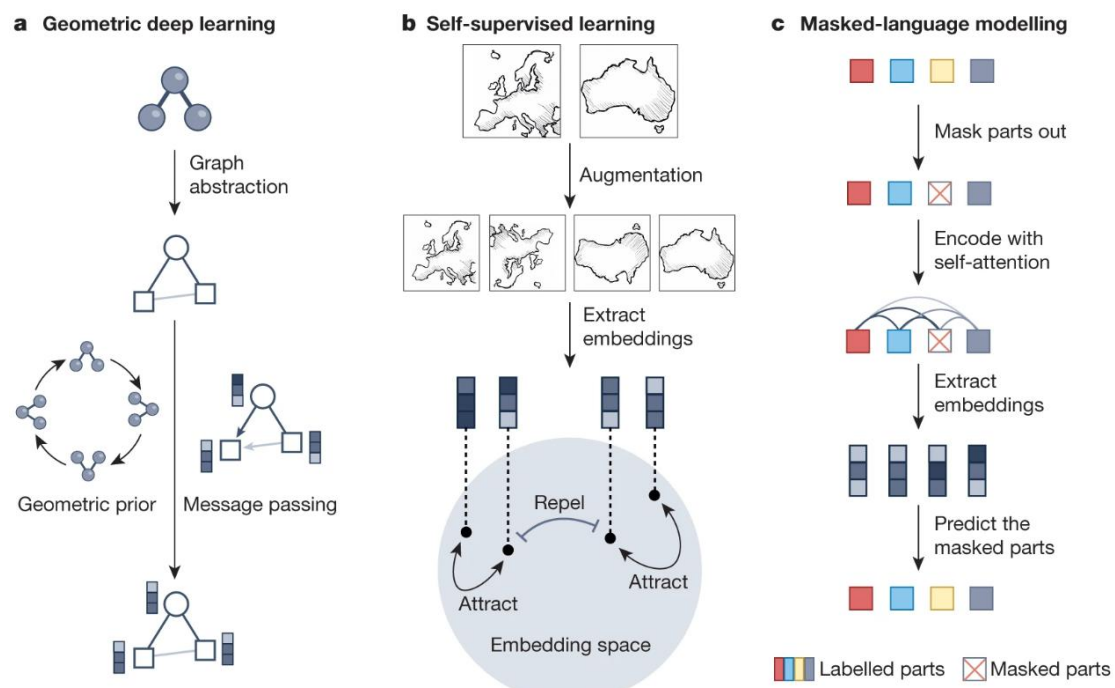 a Geometric deep learning
Graph
abstraction
Geometric prior
Message passing
b Self-supervised learning
Augmentation
Extract
embeddings
Repel
Attract
Attract
Embedding space
c Masked-language modelling
Mask parts out
Encode with
self-attention
Extract
embeddings
Predict the
masked parts
Labelled parts
Masked parts